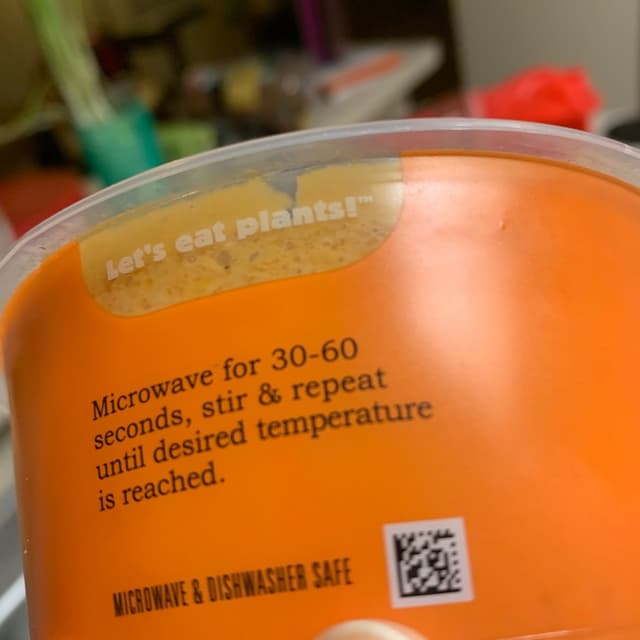 Let's eat plants!™
Microwave for 30-60
seconds, stir & repeat
until desired temperature
is reached.
MICROWAVE & DISHWASHER SAFE